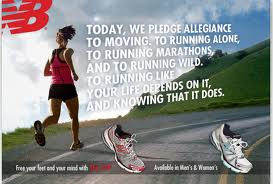 NB
TODAY, WE PLEDGE ALLEGIANCE
TO MOVING. TO RUNNING ALONE,
TO RUNNING MARATHONS,
AND TO RUNNING WILD.
TO RUNNING LIKE
YOUR LIFE DEPENDS ON IT,
AND KNOWING THAT IT DOES.
Free your feet and your mind with
Available in Men's & Women's